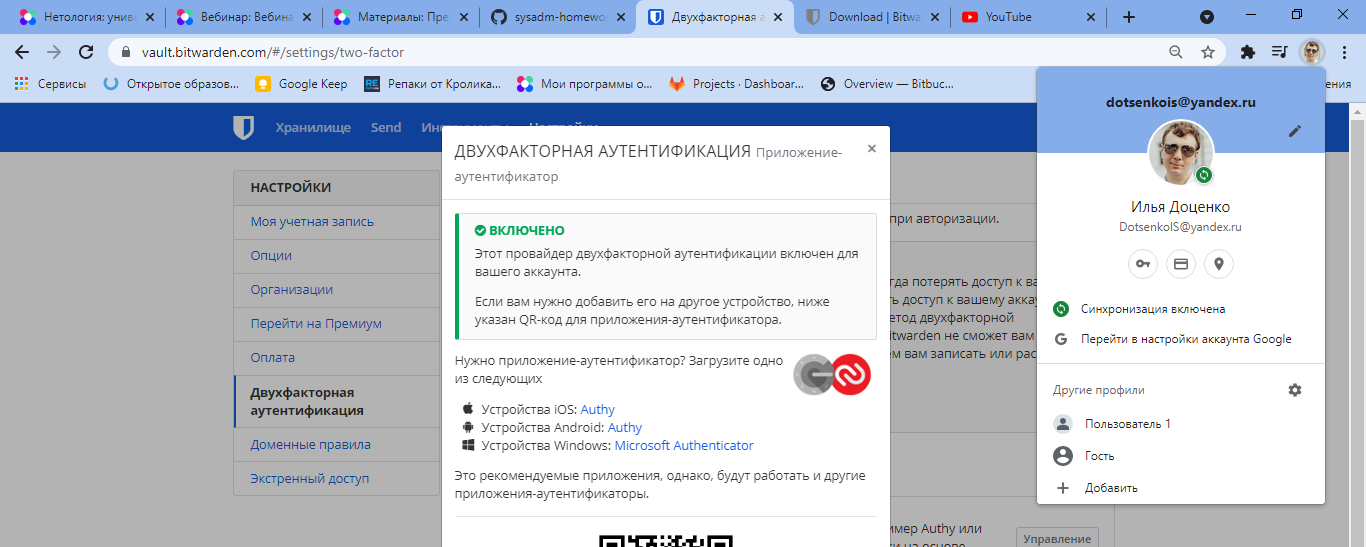 Нетология: униве
Вебинар: Вебина
Материалы: Пре
sysadm-homewo
Двухфакторная а
Download | Bitwa
YouTube
vault.bitwarden.com/#/settings/two-factor
Сервисы
Открытое образов...
Google Keep
Репаки от Кролика...
Мои программы о...
Projects · Dashboar...
Overview — Bitbuc...
ения
Хранилище
Send
Инструменты
Настройки
НАСТРОЙКИ
Моя учетная запись
Опции
Организации
Перейти на Премиум
Оплата
Двухфакторная
аутентификация
Доменные правила
Экстренный доступ
ДВУХФАКТОРНАЯ АУТЕНТИФИКАЦИЯ Приложение-
аутентификатор
×
ВКЛЮЧЕНО
Этот провайдер двухфакторной аутентификации включен для
вашего аккаунта.
Если вам нужно добавить его на другое устройство, ниже
указан QR-код для приложения-аутентификатора.
Нужно приложение-аутентификатор? Загрузите одно
из следующих
Устройства iOS: Authy
Устройства Android: Authy
Устройства Windows: Microsoft Authenticator
Это рекомендуемые приложения, однако, будут работать и другие
приложения-аутентификаторы.
при авторизации.
гда потерять доступ к ва
ть доступ к вашему акка
етод двухфакторной
itwarden не сможет вам
ем вам записать или рас
имер Authy или
Управление
dotsenkois@yandex.ru
Илья Доценко
DotsenkoIS@yandex.ru
Синхронизация включена
Перейти в настройки аккаунта Google
Другие профили
Пользователь 1
Гость
Добавить